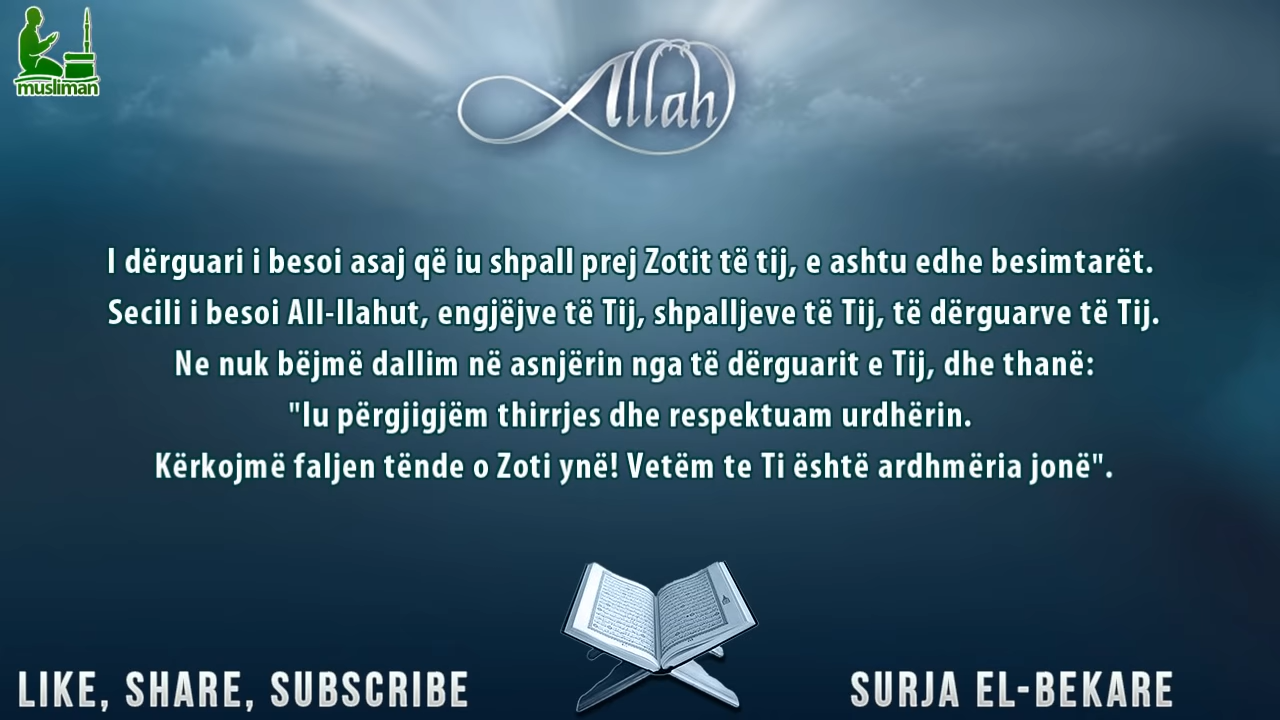 musliman
Allah
I dërguari i besoi asaj që iu shpall prej Zotit të tij, e ashtu edhe besimtarët.
Secili i besoi All-llahut, engjëjve të Tij, shpalljeve të Tij, të dërguarve të Tij.
Ne nuk bëjmë dallim në asnjërin nga të dërguarit e Tij, dhe thanë:
"Iu përgjigjëm thirrjes dhe respektuam urdhërin.
Kërkojmë faljen tënde o Zoti ynë! Vetëm te Ti është ardhmëria jonë".
LIKE, SHARE, SUBSCRIBE
SURJA EL-BEKARE